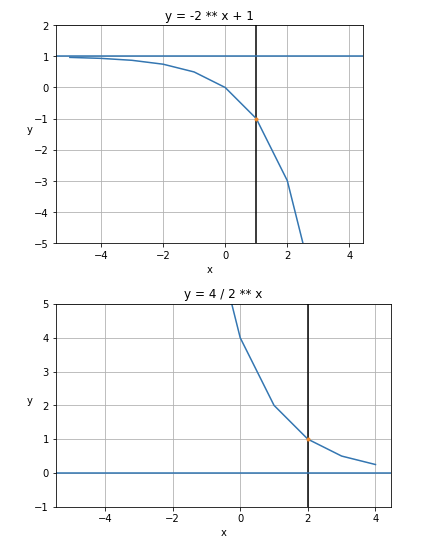 y = -2 ** x + 1
2
1
0
−1
y
−2
−3
−4
−5
−4 −2 0 2 4
x
y = 4 / 2 ** x
5
4
3
y
2
1
0
−1
−4 −2 0 2 4
x